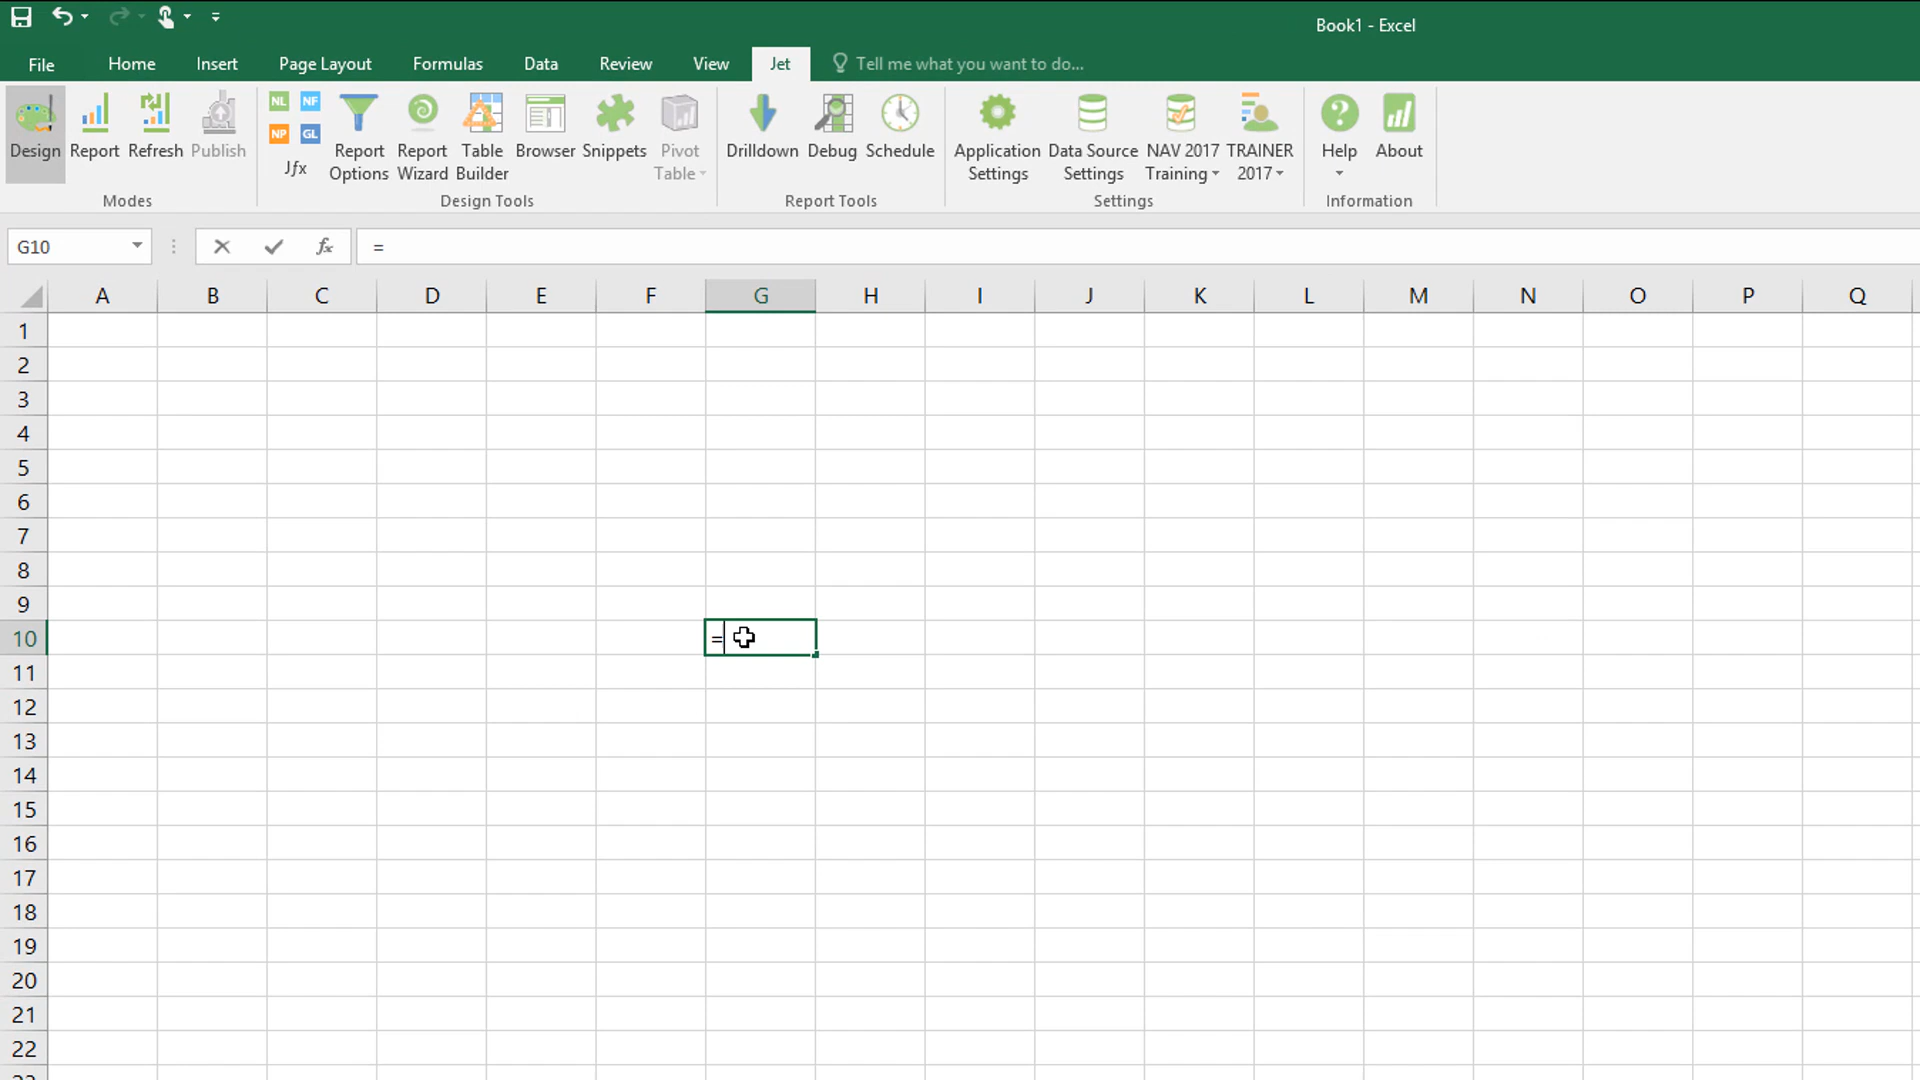 Book1 - Excel
File Home Insert Page Layout Formulas Data Review View Jet Tell me what you want to do...
NL NF
NP GL
Jfx
Design Report Refresh Publish Report Options Report Wizard Table Builder Browser Snippets Pivot Table Drilldown Debug Schedule Application Settings Data Source Settings NAV 2017 Training TRAINER 2017 Help About
Modes Design Tools Report Tools Settings Information
G10 fx =
A B C D E F G H I J K L M N O P Q
1
2
3
4
5
6
7
8
9
10 =
11
12
13
14
15
16
17
18
19
20
21
22